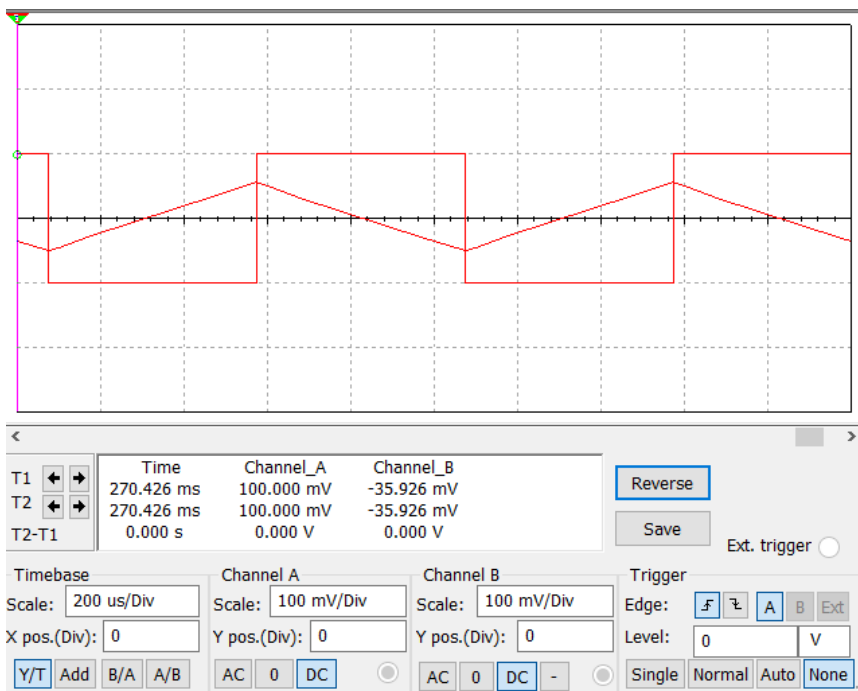 T
< >
Time Channel_A Channel_B
T1 270.426 ms 100.000 mV -35.926 mV
T2 270.426 ms 100.000 mV -35.926 mV
T2-T1 0.000 s 0.000 V 0.000 V
Reverse
Save
Ext. trigger
Timebase Channel A Channel B Trigger
Scale: 200 us/Div Scale: 100 mV/Div Scale: 100 mV/Div Edge: A B Ext
X pos.(Div): 0 Y pos.(Div): 0 Y pos.(Div): 0 Level: 0 V
Y/T Add B/A A/B AC 0 DC AC 0 DC - Single Normal Auto None